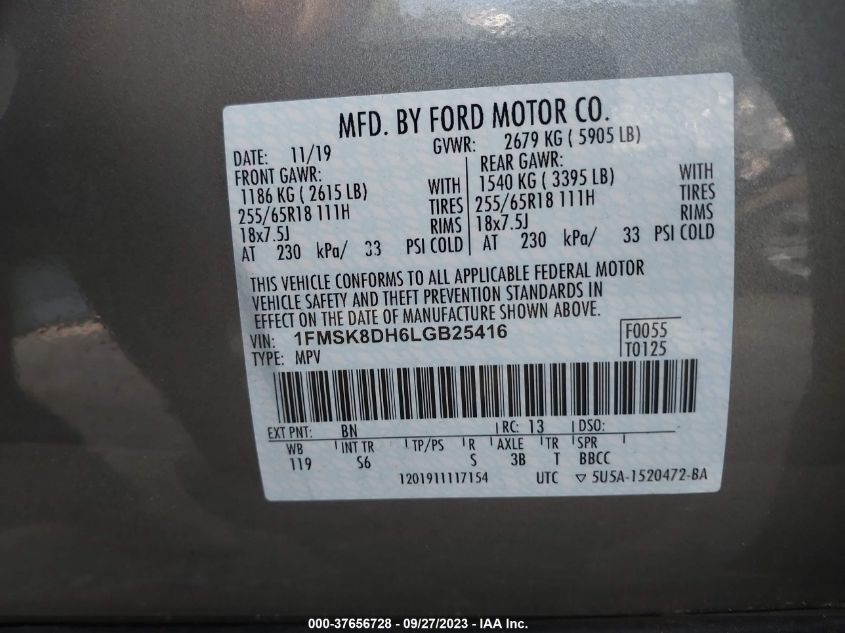 MFD. BY FORD MOTOR CO.
DATE: 11/19 GVWR: 2679 KG ( 5905 LB)
FRONT GAWR: REAR GAWR:
1186 KG ( 2615 LB) WITH 1540 KG ( 3395 LB) WITH
255/65R18 111H TIRES 255/65R18 111H TIRES
18x7.5J RIMS 18x7.5J RIMS
AT 230 kPa/ 33 PSI COLD AT 230 kPa/ 33 PSI COLD
THIS VEHICLE CONFORMS TO ALL APPLICABLE FEDERAL MOTOR
VEHICLE SAFETY AND THEFT PREVENTION STANDARDS IN
EFFECT ON THE DATE OF MANUFACTURE SHOWN ABOVE.
VIN: 1FMSK8DH6LGB25416 F0055
TYPE: MPV T0125
EXT PNT: BN RC: 13 DSO:
WB INT TR TP/PS R AXLE TR SPR
119 S6 S 3B T BBCC
1201911117154 UTC ▽ 5U5A-1520472-BA
000-37656728 - 09/27/2023 - IAA Inc.